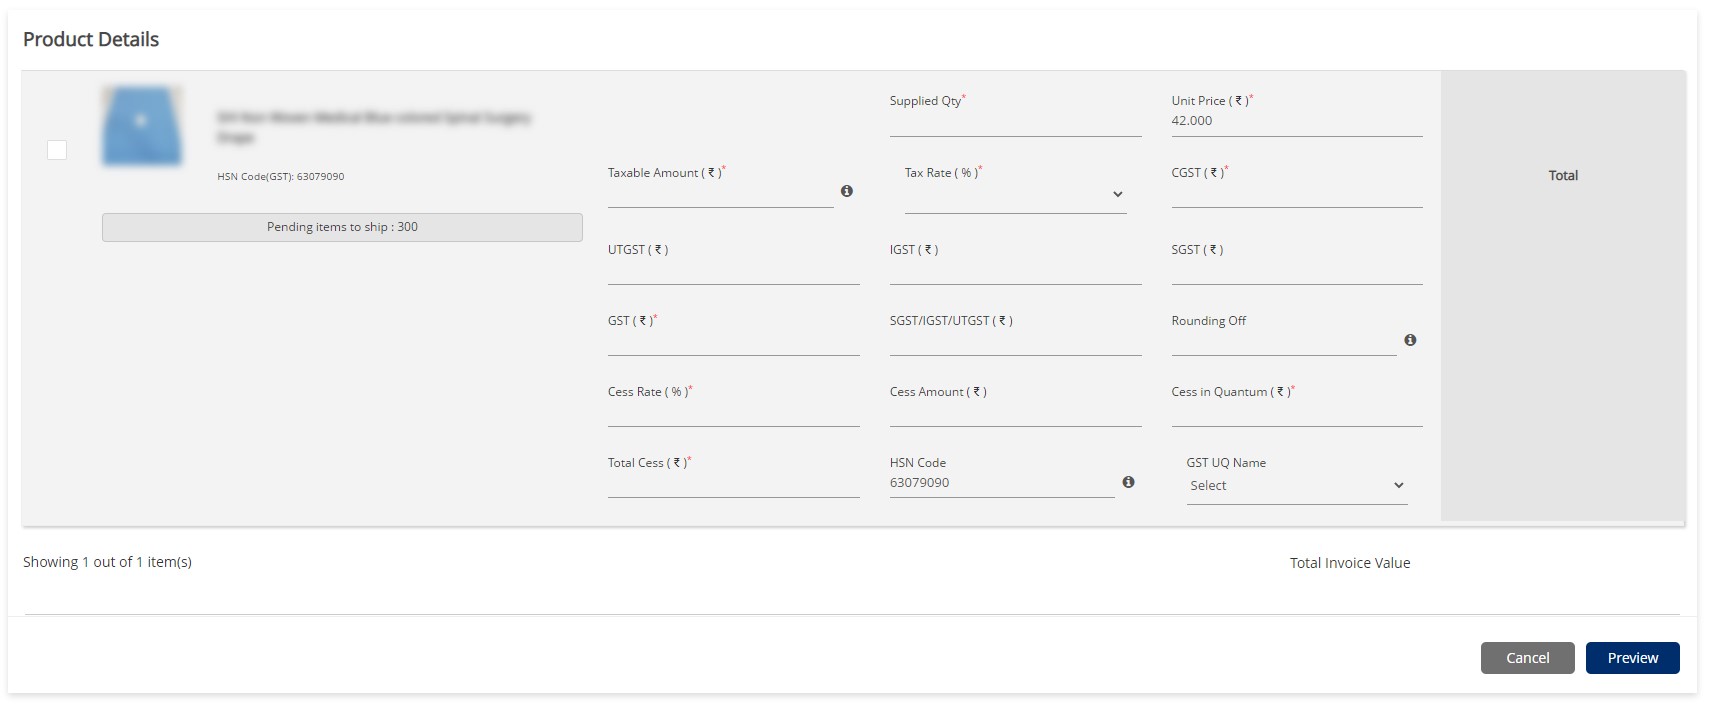 Product Details
HSN Code(GST): 63079090
Pending items to ship : 300
Supplied Qty*
Unit Price ( ₹ )*
42.000
Taxable Amount ( ₹ )*
Tax Rate ( % )*
CGST ( ₹ )*
UTGST ( ₹ )
IGST ( ₹ )
SGST ( ₹ )
GST ( ₹ )*
SGST/IGST/UTGST ( ₹ )
Rounding Off
Cess Rate ( % )*
Cess Amount ( ₹ )
Cess in Quantum ( ₹ )*
Total Cess ( ₹ )*
HSN Code
63079090
GST UQ Name
Select
Total
Showing 1 out of 1 item(s)
Total Invoice Value
Cancel
Preview